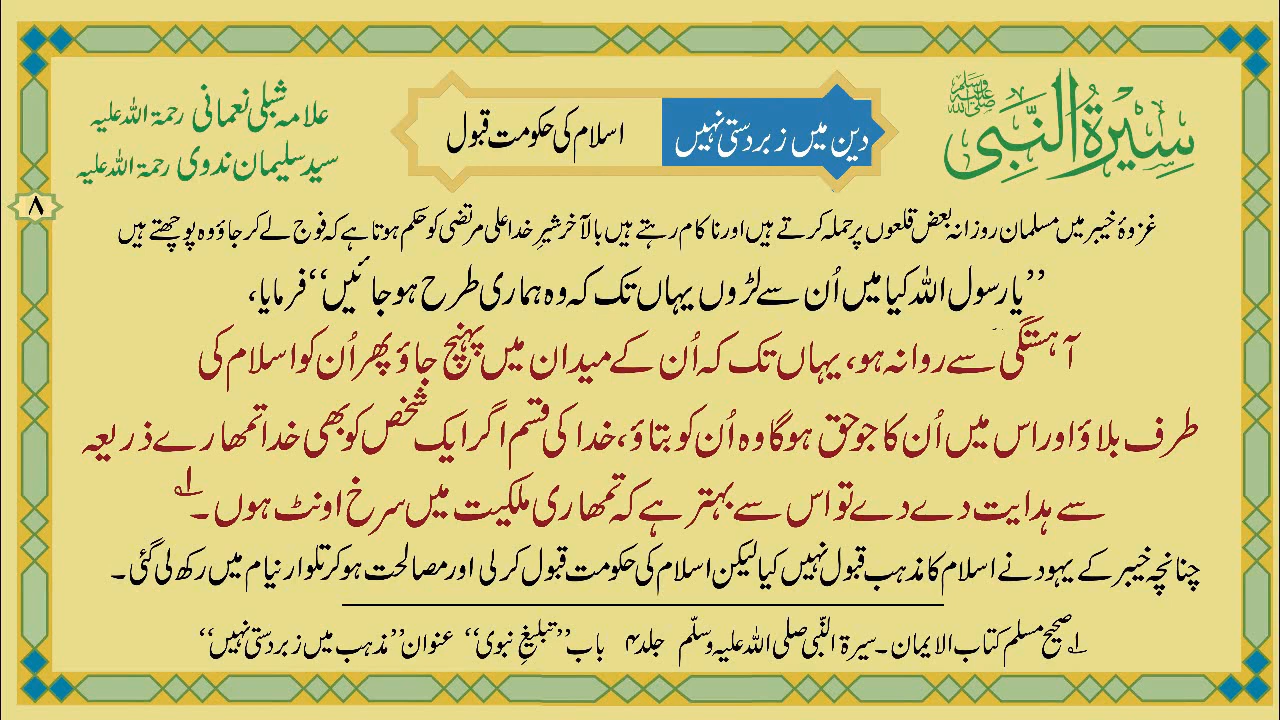 سِیْرَۃُ النَّبِی ﷺ
دین میں زبردستی نہیں
اسلام کی حکومت قبول
علامہ شبلی نعمانی رحمۃ اللہ علیہ
سید سلیمان ندوی رحمۃ اللہ علیہ
۸
غزوۂ خیبر میں مسلمان روزانہ بعض قلعوں پر حملہ کرتے ہیں اور ناکام رہتے ہیں بالآخر شیرِ خدا علی مرتضی کو حکم ہوتا ہے کہ فوج لے کر جاؤ وہ پوچھتے ہیں
”یا رسول اللہ کیا میں اُن سے لڑوں یہاں تک کہ وہ ہماری طرح ہو جائیں“ فرمایا،
آہستگی سے روانہ ہو، یہاں تک کہ اُن کے میدان میں پہنچ جاؤ پھر اُن کو اسلام کی
طرف بلاؤ اور اس میں اُن کا جو حق ہوگا وہ اُن کو بتاؤ، خدا کی قسم اگر ایک شخص کو بھی خدا تمھارے ذریعہ
سے ہدایت دے دے تو اس سے بہتر ہے کہ تمھاری ملکیت میں سرخ اونٹ ہوں۔ ؂۱
چنانچہ خیبر کے یہود نے اسلام کا مذہب قبول نہیں کیا لیکن اسلام کی حکومت قبول کر لی اور مصالحت ہو کر تلوار نیام میں رکھ لی گئی۔
؂۱ صحیح مسلم کتاب الایمان۔ سیرۃ النّبی صلی اللہ علیہ وسلّم جلد ۴ باب ”تبلیغِ نبوی“ عنوان ”مذہب میں زبردستی نہیں“